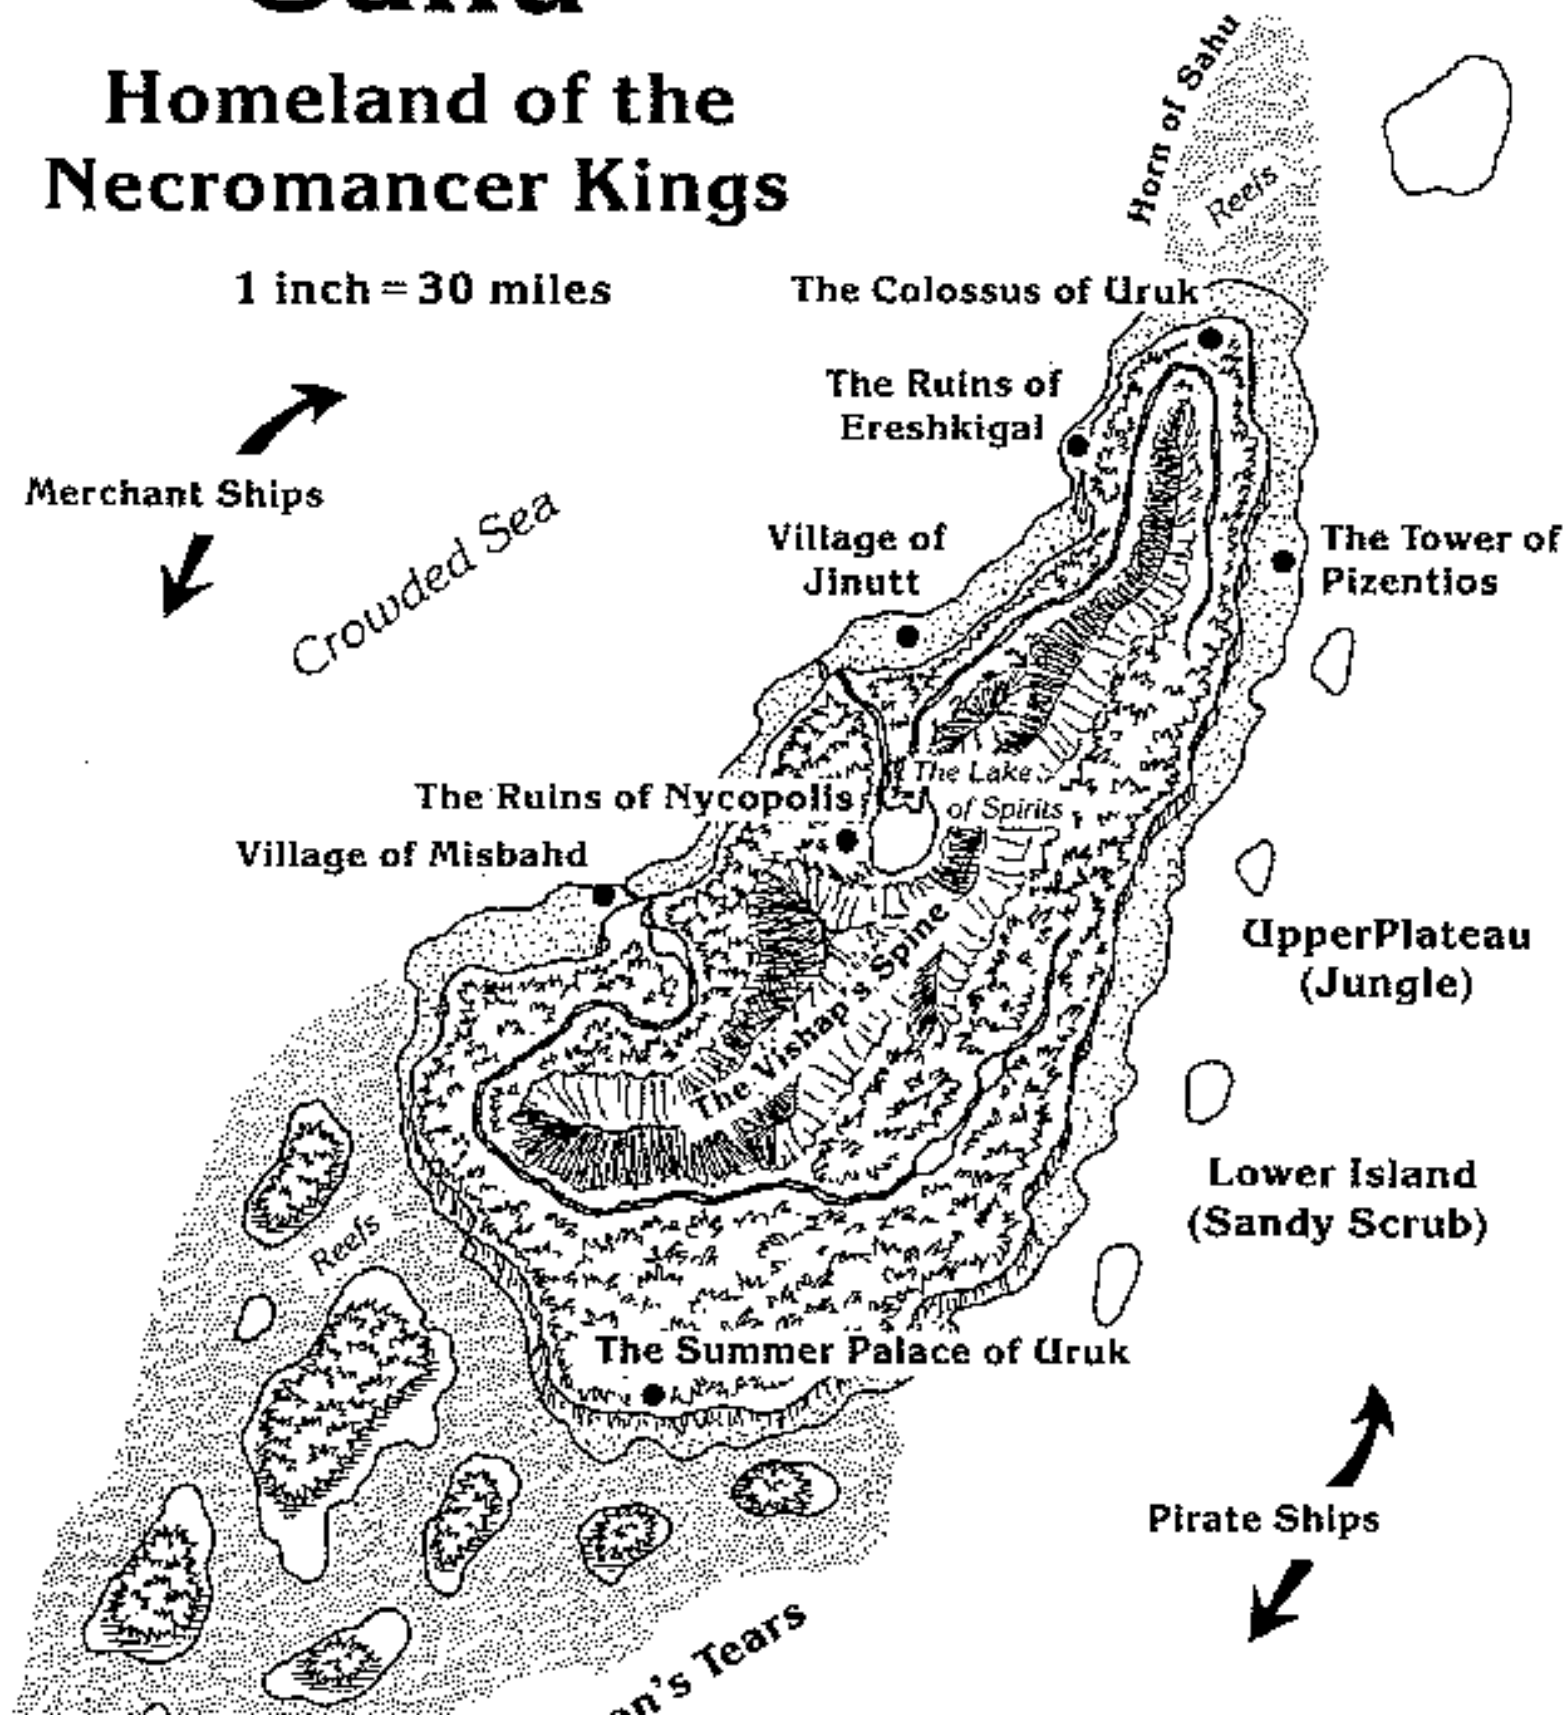 Homeland of the
Necromancer Kings
1 inch = 30 miles
Horn of Sahu
Reefs
The Colossus of Uruk
The Ruins of
Ereshkigal
Merchant Ships
Crowded Sea
Village of
Jinutt
The Tower of
Pizentios
The Lake
of Spirits
The Ruins of Nycopolis
Village of Misbahd
The Vishap's Spine
UpperPlateau
(Jungle)
Lower Island
(Sandy Scrub)
Reefs
The Summer Palace of Uruk
Pirate Ships
Tears